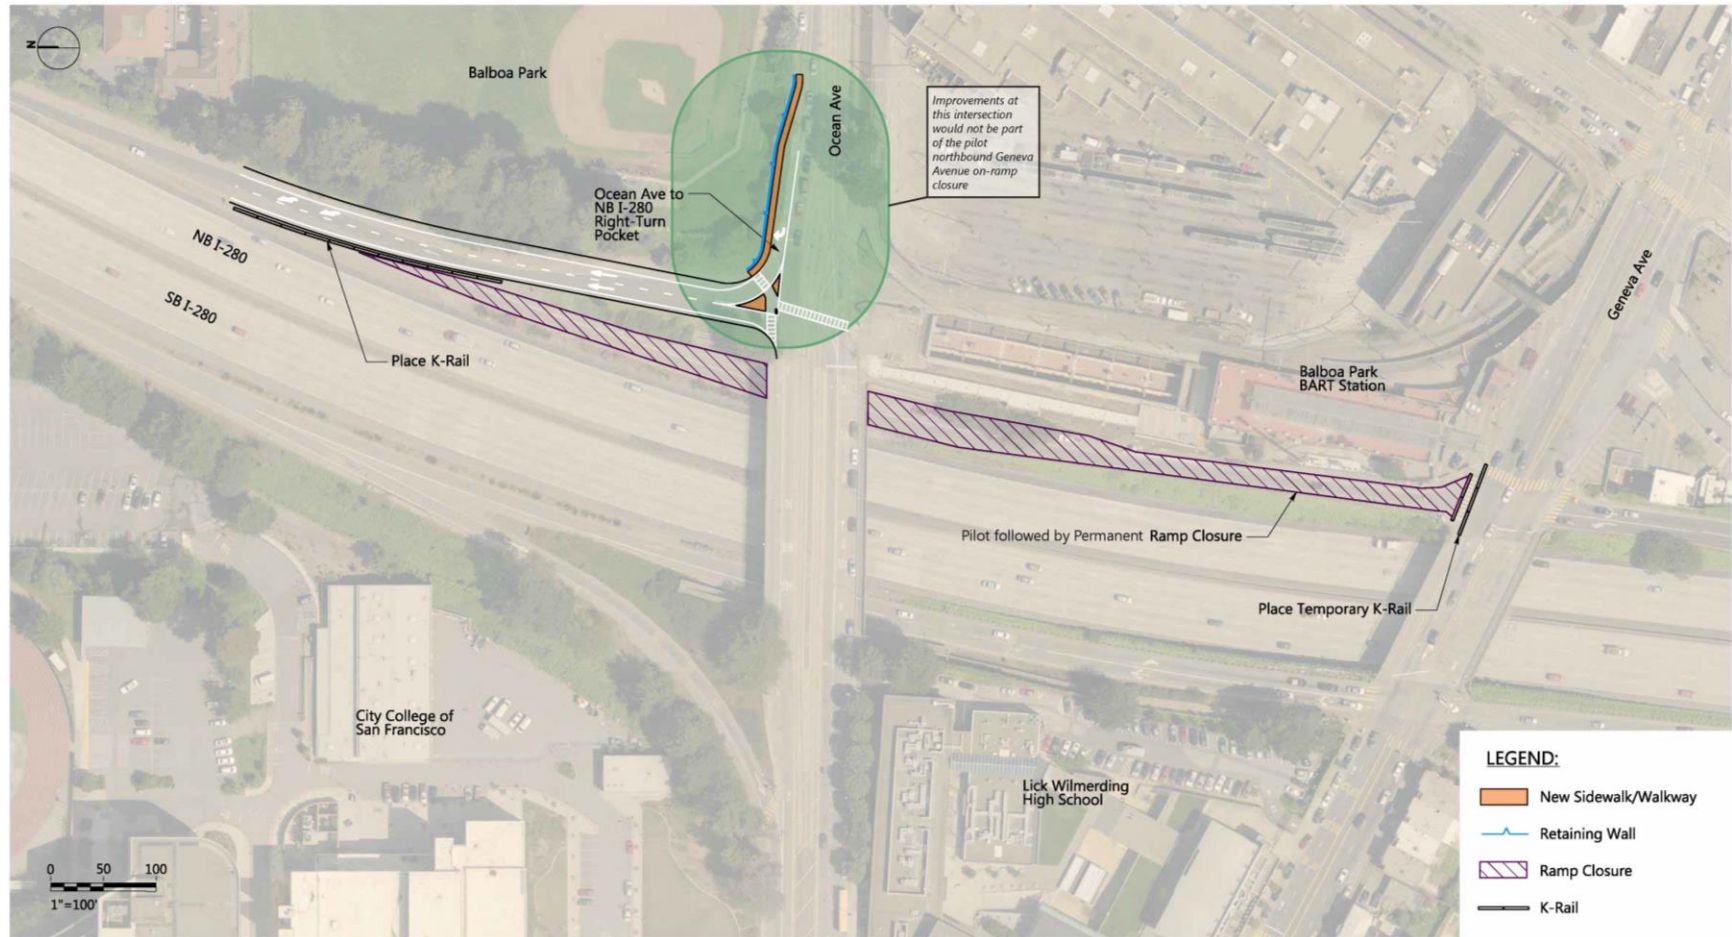 N
Balboa Park
Ocean Ave
Improvements at
this intersection
would not be part
of the pilot
northbound Geneva
Avenue on-ramp
closure
Ocean Ave to
NB I-280
Right-Turn
Pocket
NB I-280
SB I-280
Place K-Rail
Geneva Ave
Balboa Park
BART Station
Pilot followed by Permanent Ramp Closure
Place Temporary K-Rail
City College of
San Francisco
Lick Wilmerding
High School
0 50 100
1"=100'
LEGEND:
New Sidewalk/Walkway
Retaining Wall
Ramp Closure
K-Rail